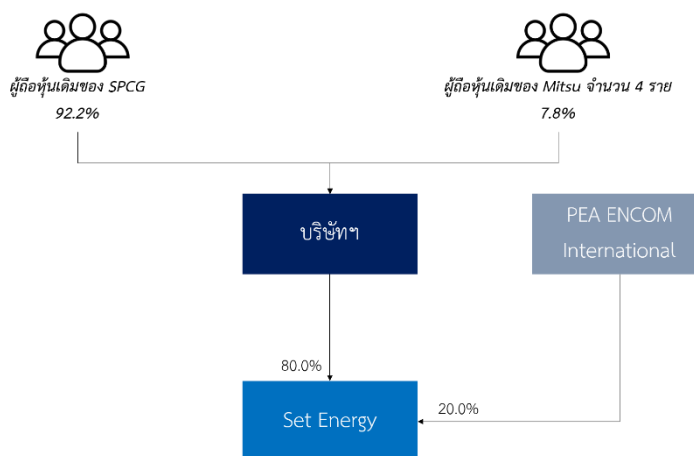 ผู้ถือหุ้นเดิมของ SPCG
92.2%
ผู้ถือหุ้นเดิมของ Mitsu จำนวน 4 ราย
7.8%
บริษัทฯ
PEA ENCOM
International
80.0%
20.0%
Set Energy